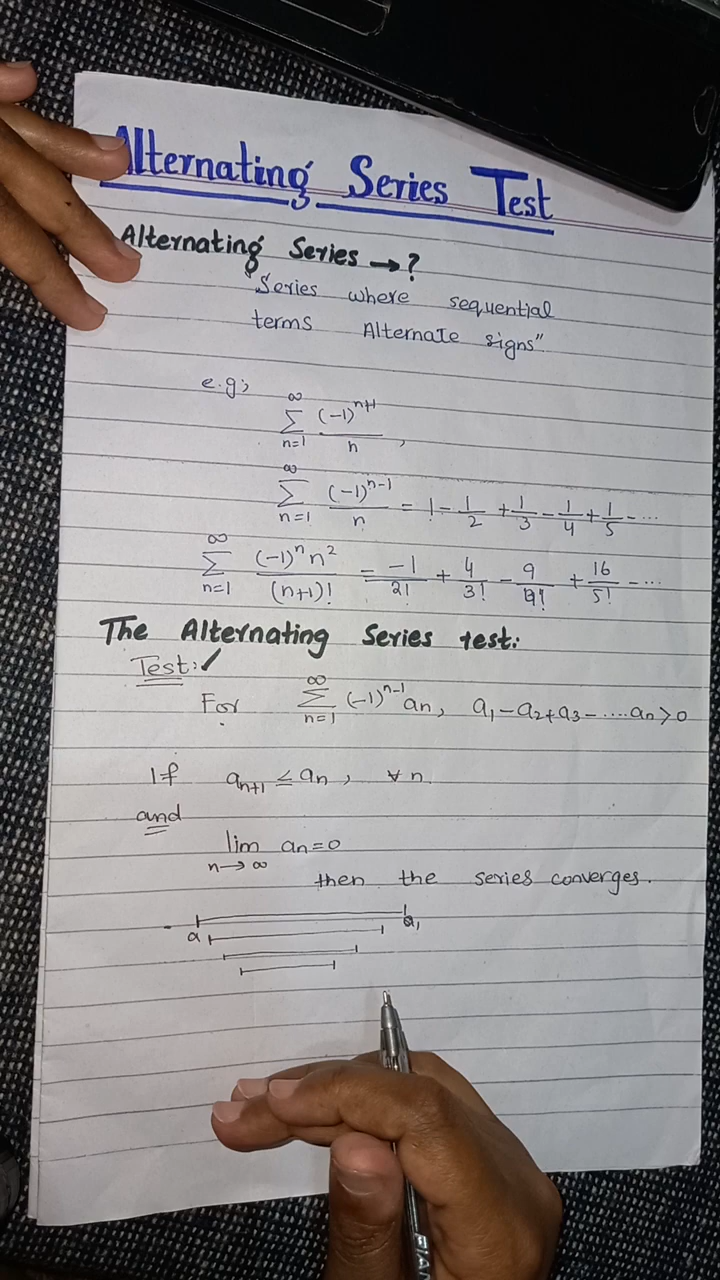 Alternating Series Test
Alternating Series → ?
"Series where sequential
terms Alternate signs"
e.g;
∞
∑ (-1)^(n+1) / n ,
n=1
∞
∑ (-1)^(n-1) / n = 1 - 1/2 + 1/3 - 1/4 + 1/5 - ...
n=1
∞
∑ (-1)^n n² / (n+1)! = -1/2! + 4/3! - 9/4! + 16/5! - ....
n=1
The Alternating Series test:
Test:✓
For ∑_(n=1)^∞ (-1)^(n-1) an, a₁-a₂+a₃-....an>0
If a_(n+1) ≤ an, ∀ n.
and
lim an=0
n→∞
then the series converges.
a a₁